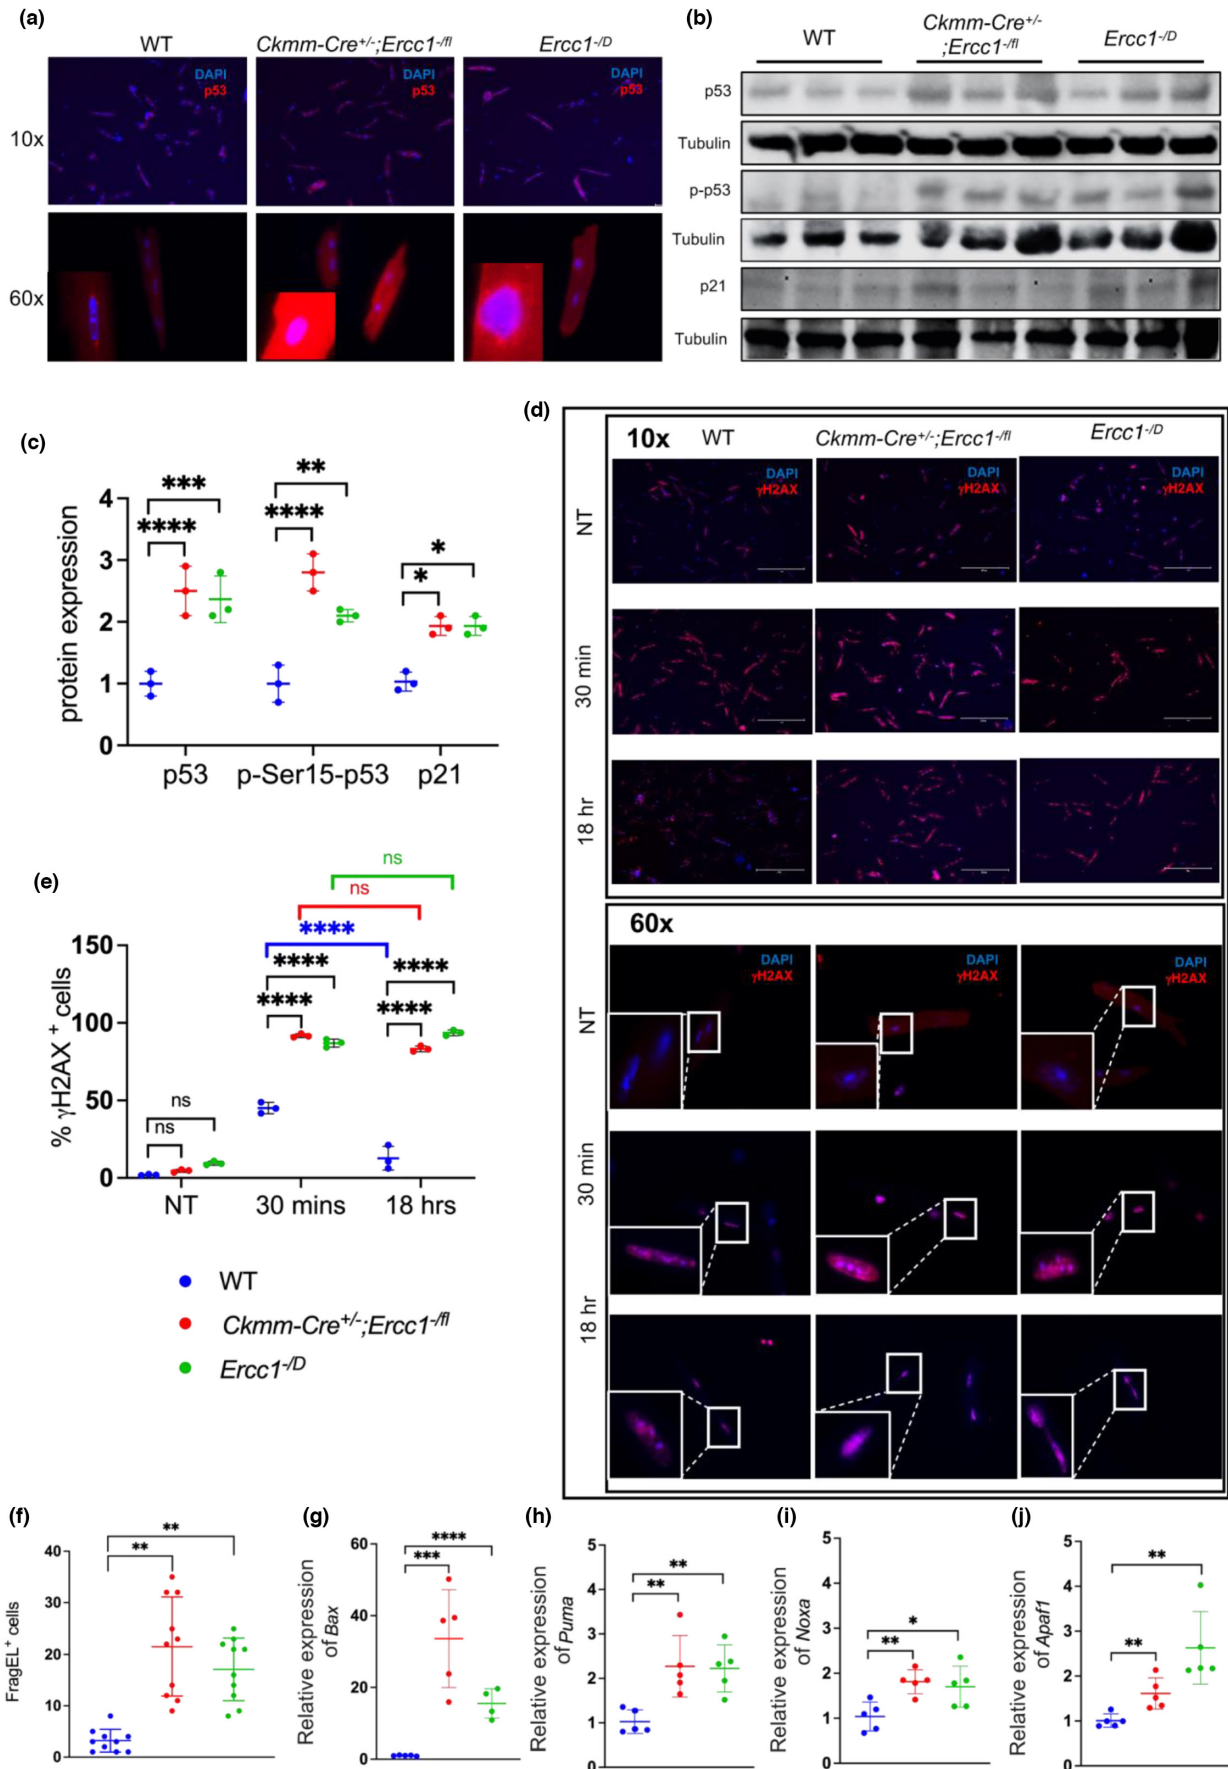 (a)
WT
Ckmm-Cre+/-;Ercc1-/fl
Ercc1-/D
DAPI
p53
DAPI
p53
DAPI
p53
10x
60x
(b)
WT
Ckmm-Cre+/-
;Ercc1-/fl
Ercc1-/D
p53
Tubulin
p-p53
Tubulin
p21
Tubulin
(c)
protein expression
4
3
2
1
0
***
****
**
****
*
*
p53
p-Ser15-p53
p21
(d)
10x
WT
Ckmm-Cre+/-;Ercc1-/fl
Ercc1-/D
DAPI
γH2AX
DAPI
γH2AX
DAPI
γH2AX
NT
30 min
18 hr
60x
DAPI
γH2AX
DAPI
γH2AX
DAPI
γH2AX
NT
30 min
18 hr
(e)
% γH2AX + cells
150
100
50
0
ns
ns
ns
ns
****
****
****
****
****
NT
30 mins
18 hrs
WT
Ckmm-Cre+/-;Ercc1-/fl
Ercc1-/D
(f)
FragEL+ cells
40
30
20
10
0
**
**
(g)
Relative expression
of Bax
60
40
20
0
****
***
(h)
Relative expression
of Puma
5
4
3
2
1
0
**
**
(i)
Relative expression
of Noxa
5
4
3
2
1
0
*
**
(j)
Relative expression
of Apaf1
5
4
3
2
1
0
**
**